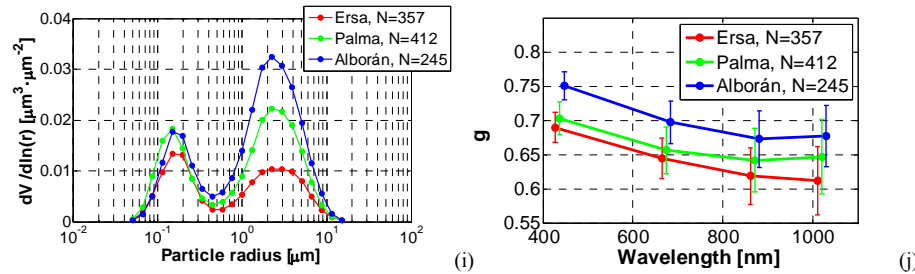 dV /dln(r) [μm³·μm⁻²]
0.04
0.03
0.02
0.01
0
10⁻² 10⁻¹ 10⁰ 10¹ 10²
Particle radius [μm]
Ersa, N=357
Palma, N=412
Alborán, N=245
(i)
g
0.8
0.75
0.7
0.65
0.6
0.55
400 600 800 1000
Wavelength [nm]
Ersa, N=357
Palma, N=412
Alborán, N=245
(j)